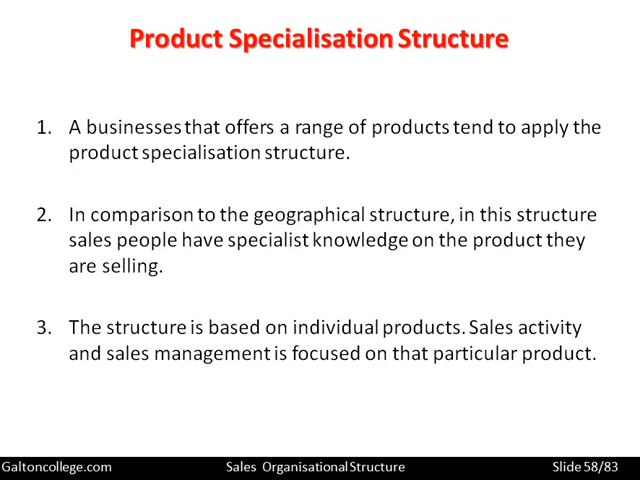 Product Specialisation Structure
1. A businesses that offers a range of products tend to apply the
product specialisation structure.
2. In comparison to the geographical structure, in this structure
sales people have specialist knowledge on the product they
are selling.
3. The structure is based on individual products. Sales activity
and sales management is focused on that particular product.
Galtoncollege.com Sales Organisational Structure Slide 58/83